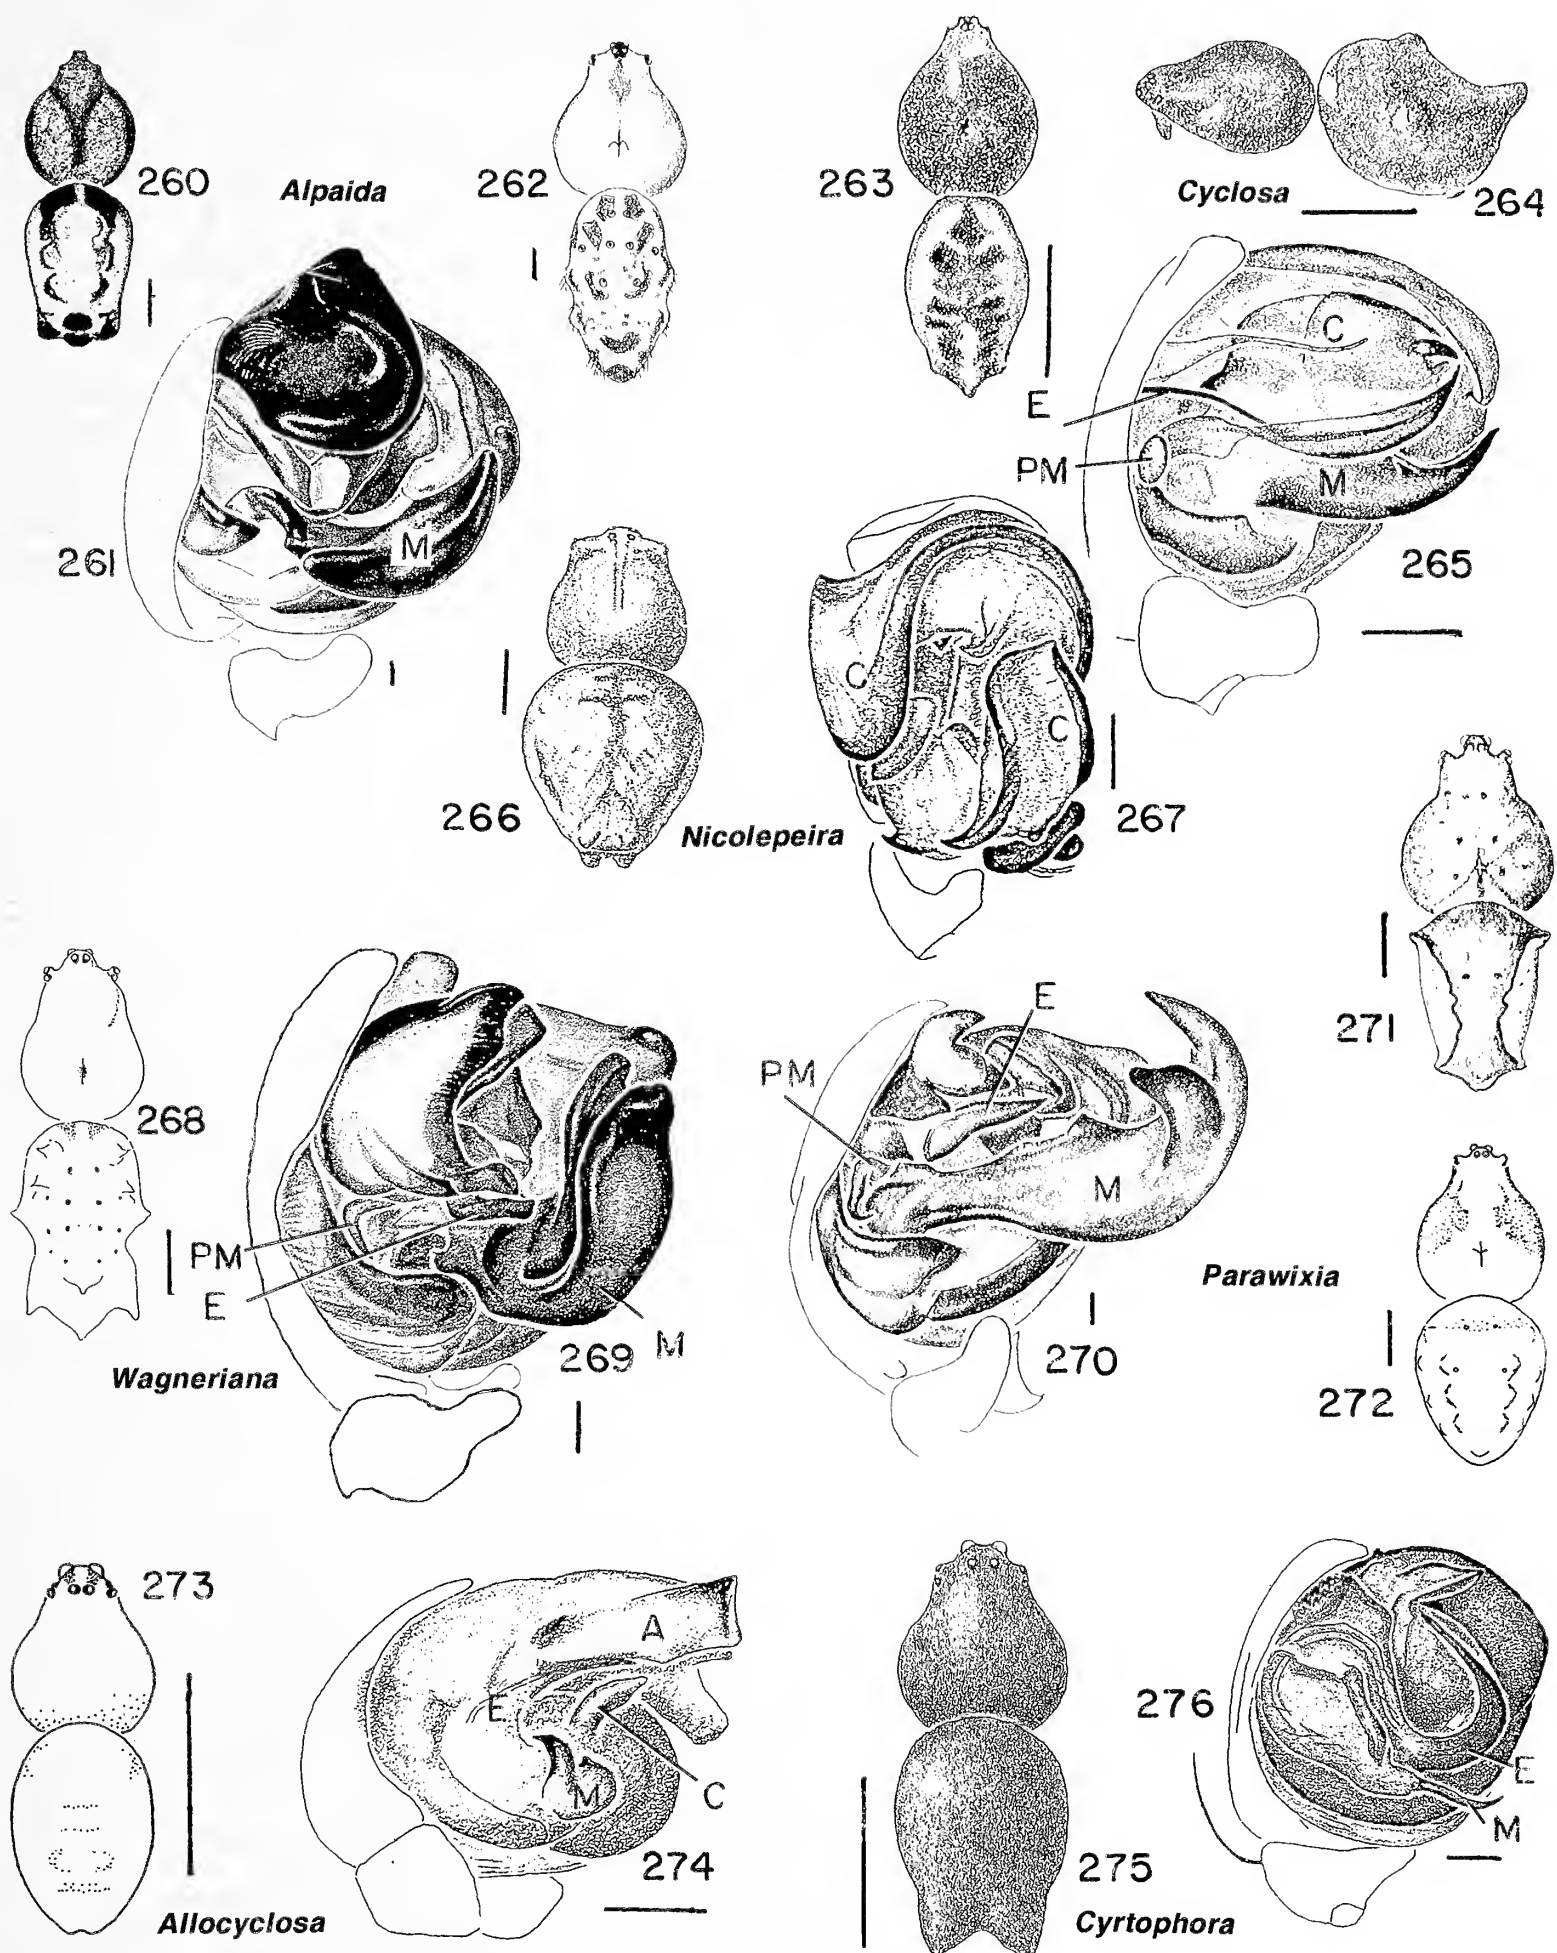 260
Alpaida
262
263
Cyclosa
264
C
E
PM
M
261
M
265
C
C
266
267
Nicolepeira
271
268
E
PM
M
PM
E
269
M
270
Parawixia
272
Wagneriana
273
A
E
276
M
C
E
M
274
275
Allocyclosa
Cyrtophora